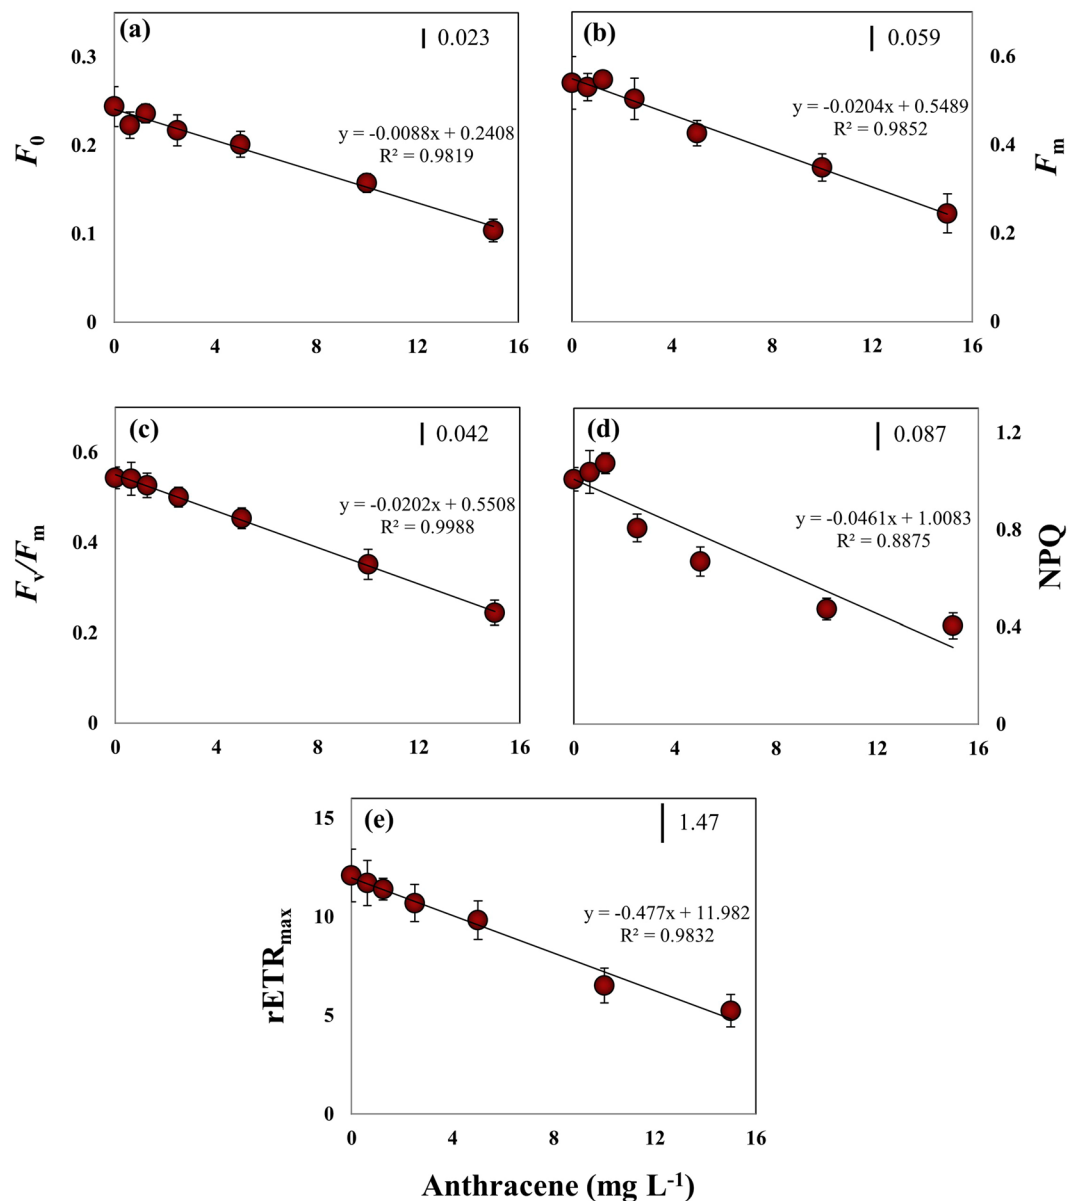 (a)
0.023
0.3
0.2
0.1
0
F0
y = -0.0088x + 0.2408
R² = 0.9819
0 4 8 12 16
(b)
0.059
0.6
0.4
0.2
0
Fm
y = -0.0204x + 0.5489
R² = 0.9852
0 4 8 12 16
(c)
0.042
0.6
0.4
0.2
0
Fv/Fm
y = -0.0202x + 0.5508
R² = 0.9988
0 4 8 12 16
(d)
0.087
1.2
0.8
0.4
0
NPQ
y = -0.0461x + 1.0083
R² = 0.8875
0 4 8 12 16
(e)
1.47
15
10
5
0
rETRmax
y = -0.477x + 11.982
R² = 0.9832
0 4 8 12 16
Anthracene (mg L-1)